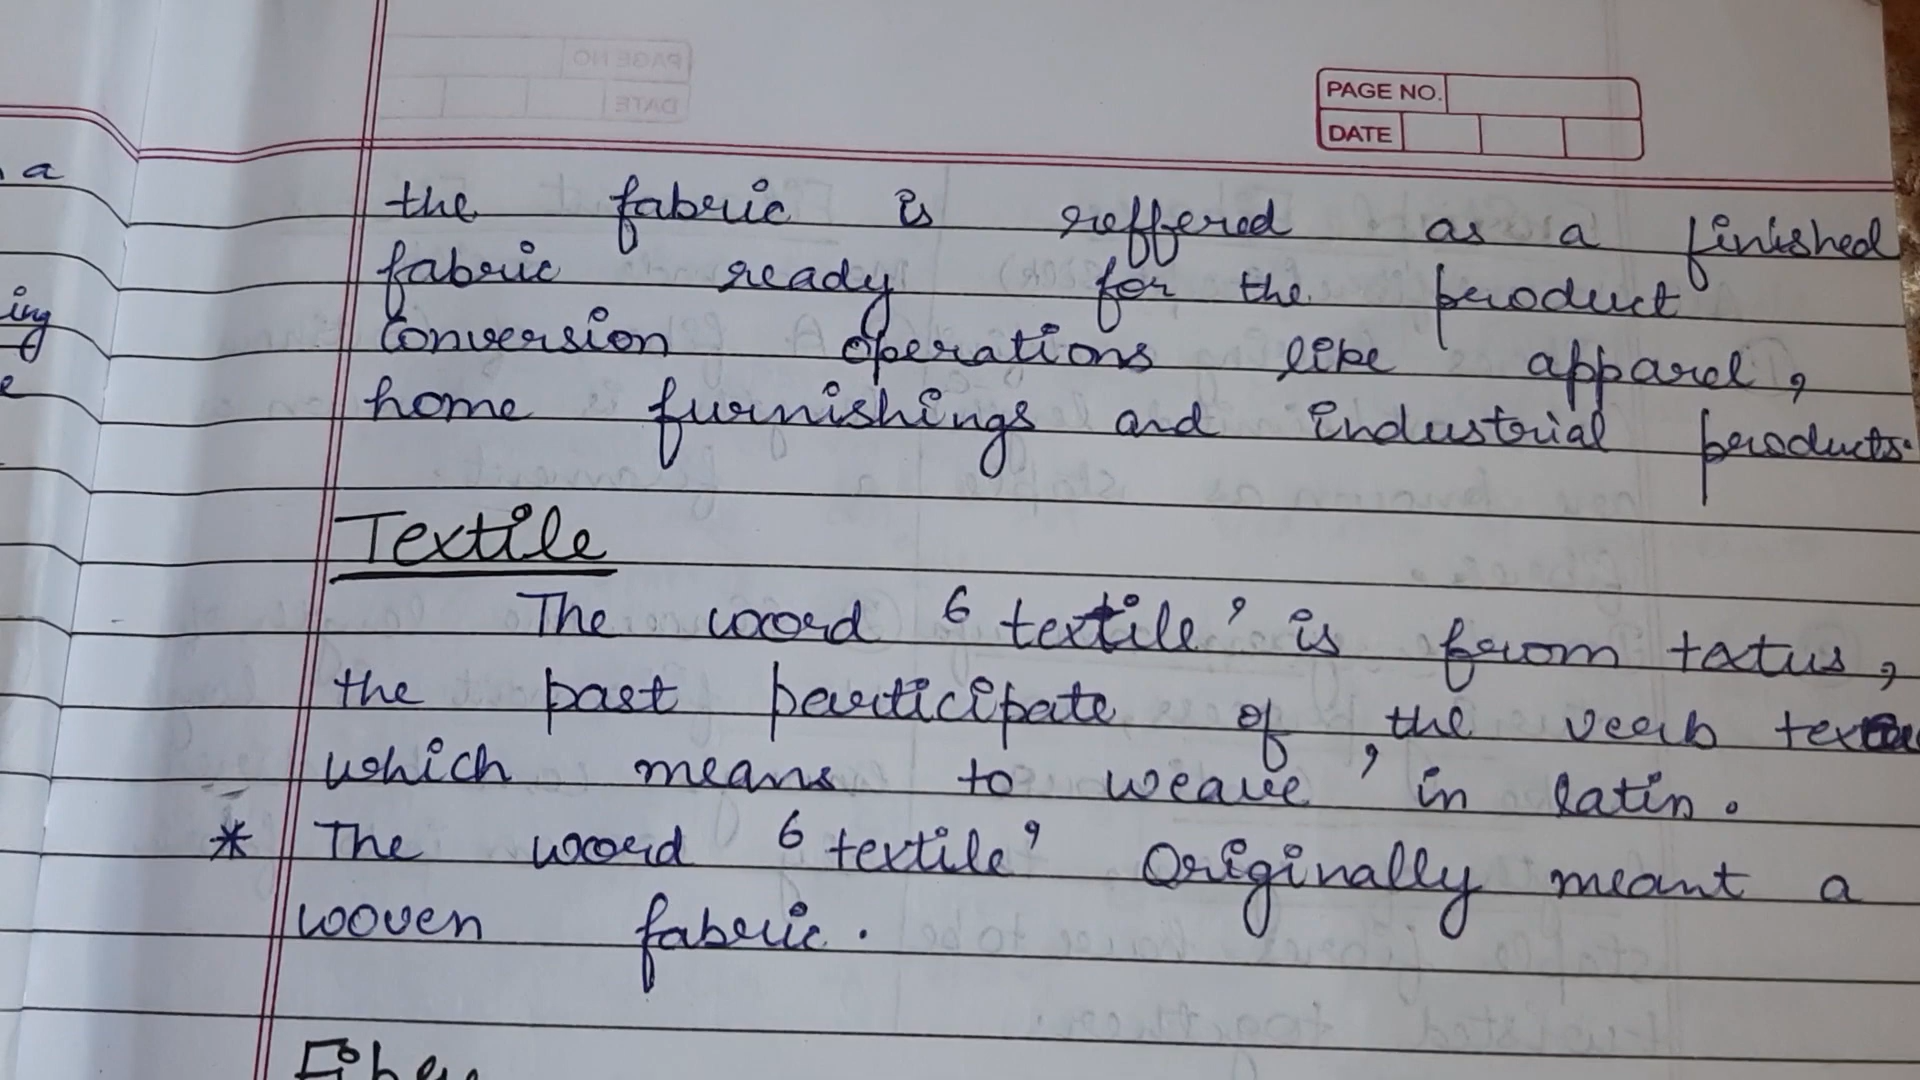 PAGE NO.
DATE
a
the fabric is reffered as a finished
fabric ready for the product
ing
conversion operations like apparel,
e
home furnishings and industrial products.
Textile
The word 'textile' is from tatus,
the past participate of the verb
which means to weave' in latin.
* The word 'textile' Originally meant a
woven fabric.